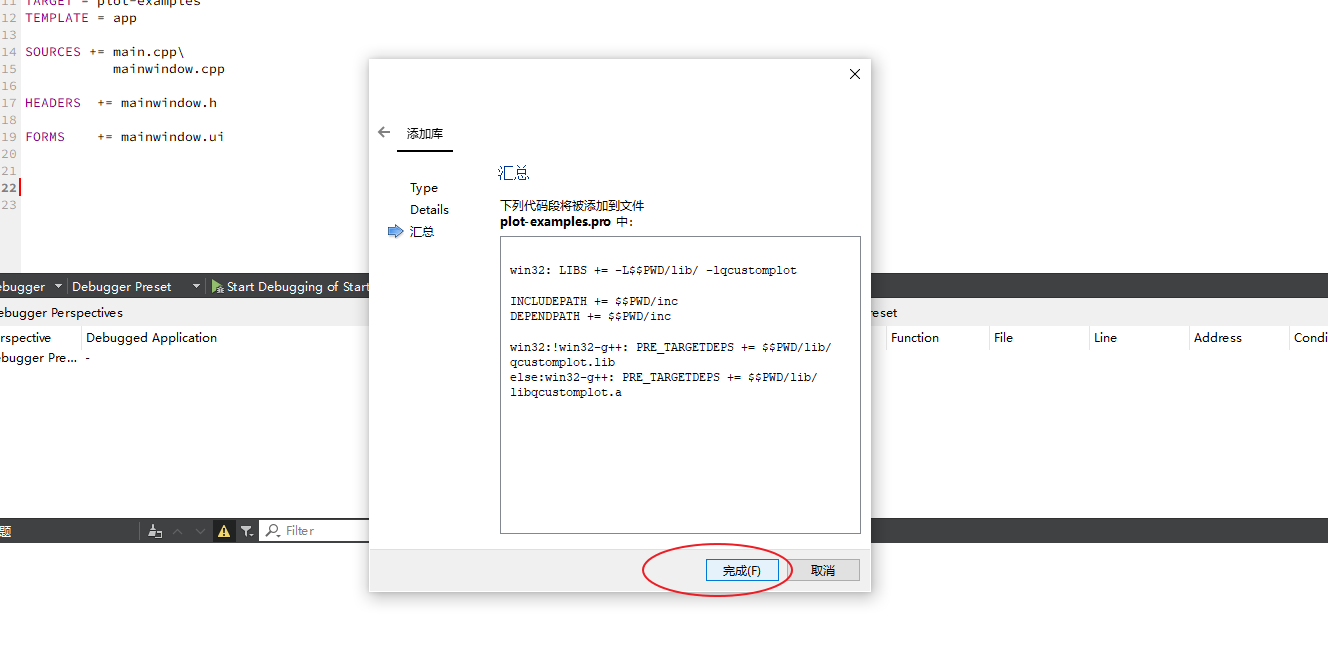 11 TARGET = plot-examples
12 TEMPLATE = app
13
14 SOURCES += main.cpp\
15 mainwindow.cpp
16
17 HEADERS += mainwindow.h
18
19 FORMS += mainwindow.ui
20
21
22
23
添加库
Type
Details
汇总
汇总
下列代码段将被添加到文件
plot-examples.pro 中：
win32: LIBS += -L$$PWD/lib/ -lqcustomplot
INCLUDEPATH += $$PWD/inc
DEPENDPATH += $$PWD/inc
win32:!win32-g++: PRE_TARGETDEPS += $$PWD/lib/
qcustomplot.lib
else:win32-g++: PRE_TARGETDEPS += $$PWD/lib/
libqcustomplot.a
完成(F) 取消
ebugger Debugger Preset Start Debugging of Start
ebugger Perspectives reset
rspective Debugged Application Function File Line Address Condi
ebugger Pre... -
题 Filter